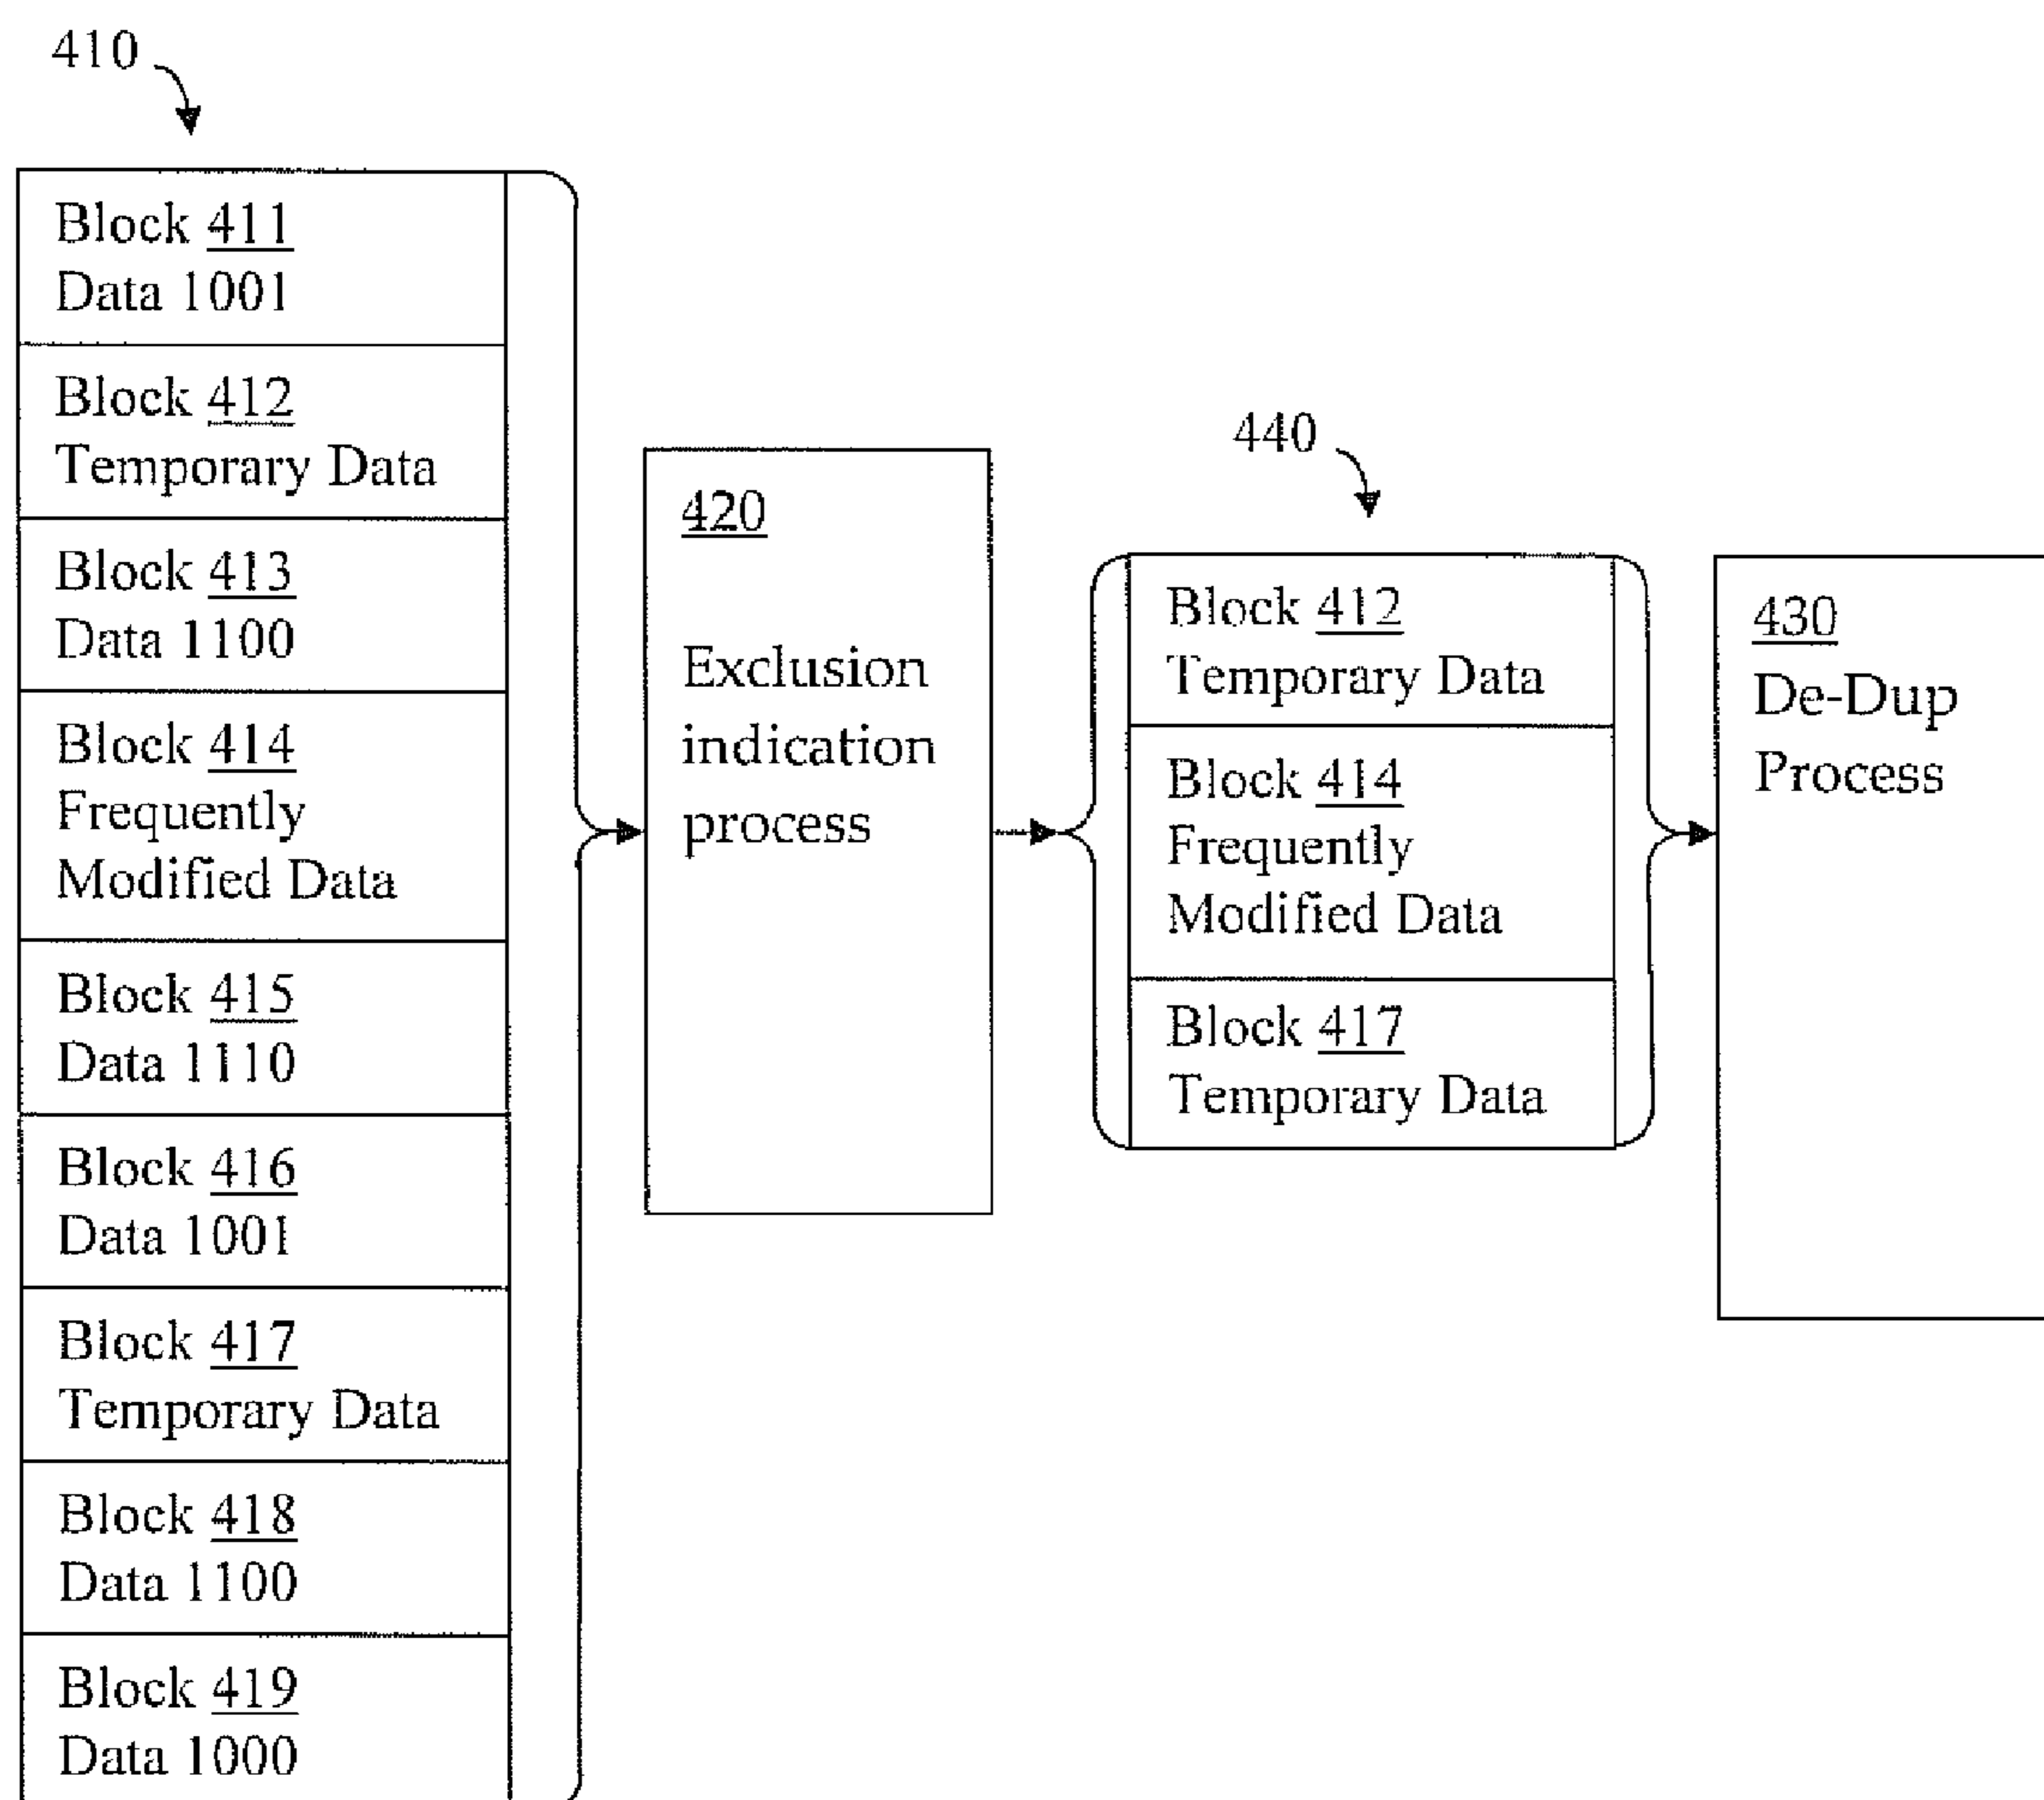 410
Block 411
Data 1001
Block 412
Temporary Data
Block 413
Data 1100
Block 414
Frequently
Modified Data
Block 415
Data 1110
Block 416
Data 1001
Block 417
Temporary Data
Block 418
Data 1100
Block 419
Data 1000
420
Exclusion
indication
process
440
Block 412
Temporary Data
Block 414
Frequently
Modified Data
Block 417
Temporary Data
430
De-Dup
Process